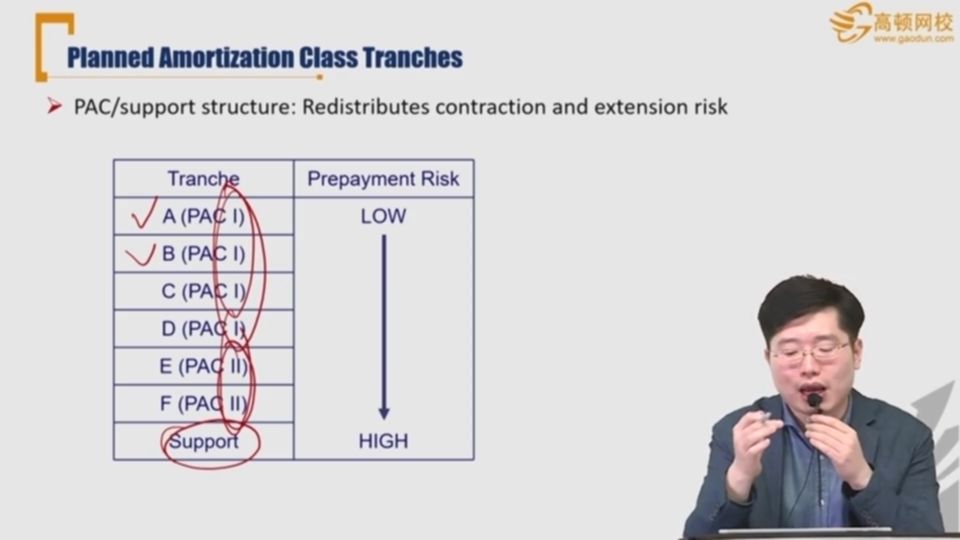 高顿网校
www.gaodun.com
Planned Amortization Class Tranches
PAC/support structure: Redistributes contraction and extension risk
Tranche Prepayment Risk
A (PAC I) LOW
B (PAC I)
C (PAC I)
D (PAC I)
E (PAC II)
F (PAC II)
Support HIGH